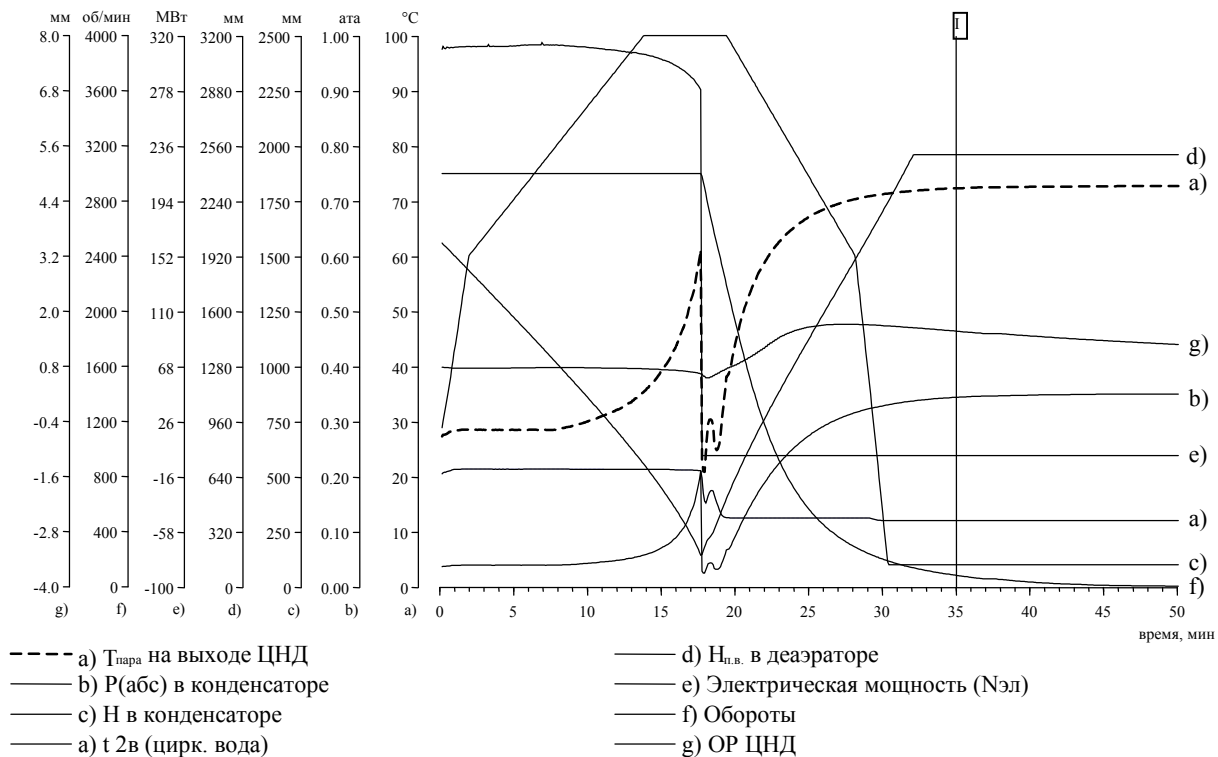 мм об/мин МВт мм мм ата °С
8.0 4000 320 3200 2500 1.00 100
6.8 3600 278 2880 2250 0.90 90
5.6 3200 236 2560 2000 0.80 80
4.4 2800 194 2240 1750 0.70 70
3.2 2400 152 1920 1500 0.60 60
2.0 2000 110 1600 1250 0.50 50
0.8 1600 68 1280 1000 0.40 40
-0.4 1200 26 960 750 0.30 30
-1.6 800 -16 640 500 0.20 20
-2.8 400 -58 320 250 0.10 10
-4.0 0 -100 0 0 0.00 0
g) f) e) d) c) b) a)
I
d)
a)
g)
b)
e)
a)
c)
f)
0 5 10 15 20 25 30 35 40 45 50
время, мин
a) Tпара на выходе ЦНД
b) P(абс) в конденсаторе
c) H в конденсаторе
a) t 2в (цирк. вода)
d) Hп.в. в деаэраторе
e) Электрическая мощность (Nэл)
f) Обороты
g) ОР ЦНД